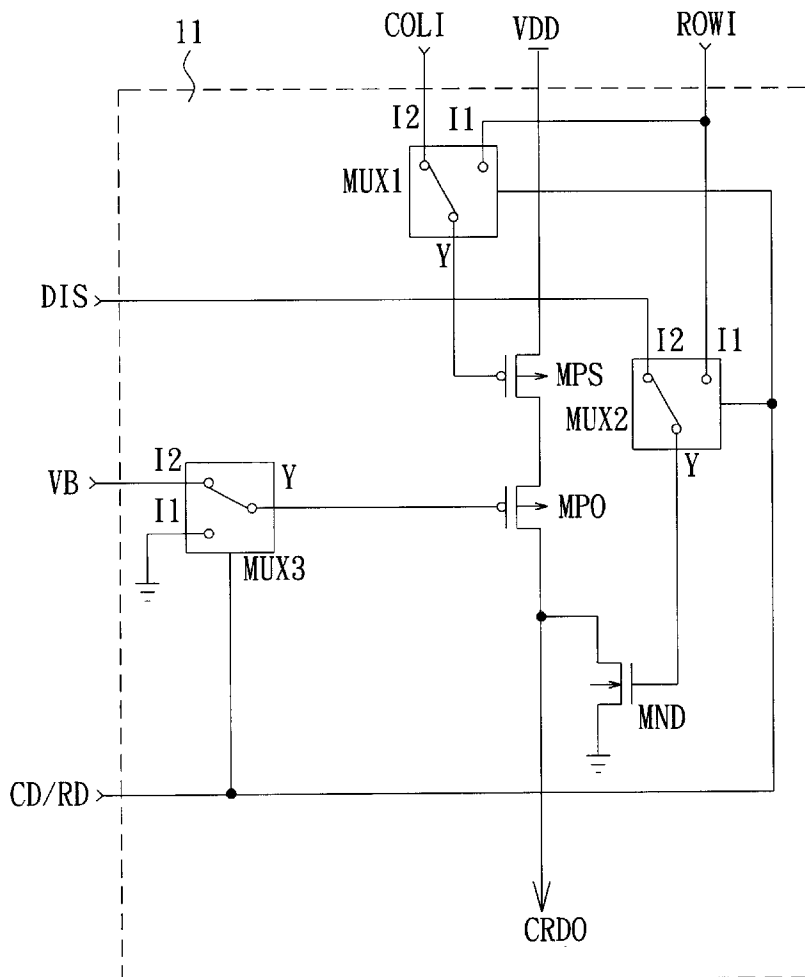 11
COLI
VDD
ROWI
I2
I1
MUX1
Y
DIS
I2
I1
MPS
MUX2
Y
I2
VB
Y
MPO
I1
MUX3
MND
CD/RD
CRDO